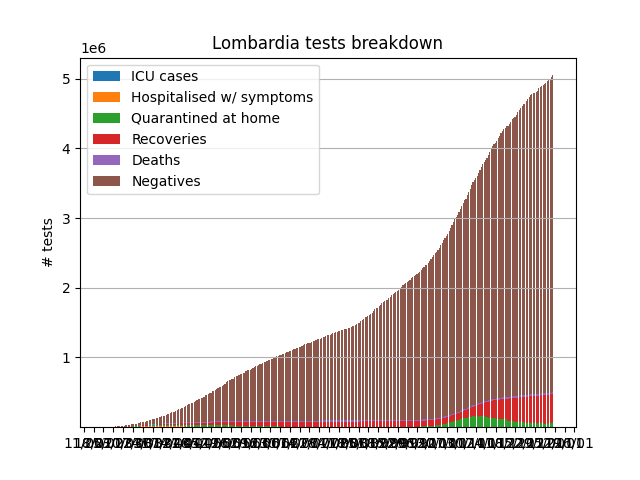 Lombardia tests breakdown
1e6
ICU cases
Hospitalised w/ symptoms
Quarantined at home
Recoveries
Deaths
Negatives
# tests
5
4
3
2
1